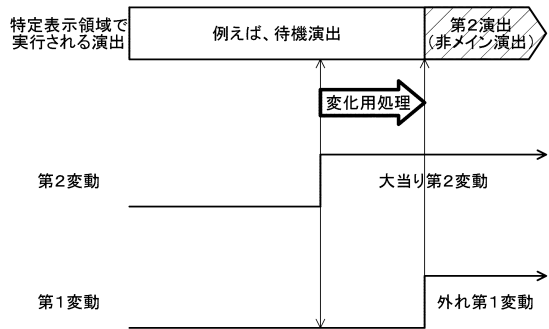 特定表示領域で
実行される演出
例えば、待機演出
第2演出
(非メイン演出)
変化用処理
第2変動
大当り第2変動
第1変動
外れ第1変動